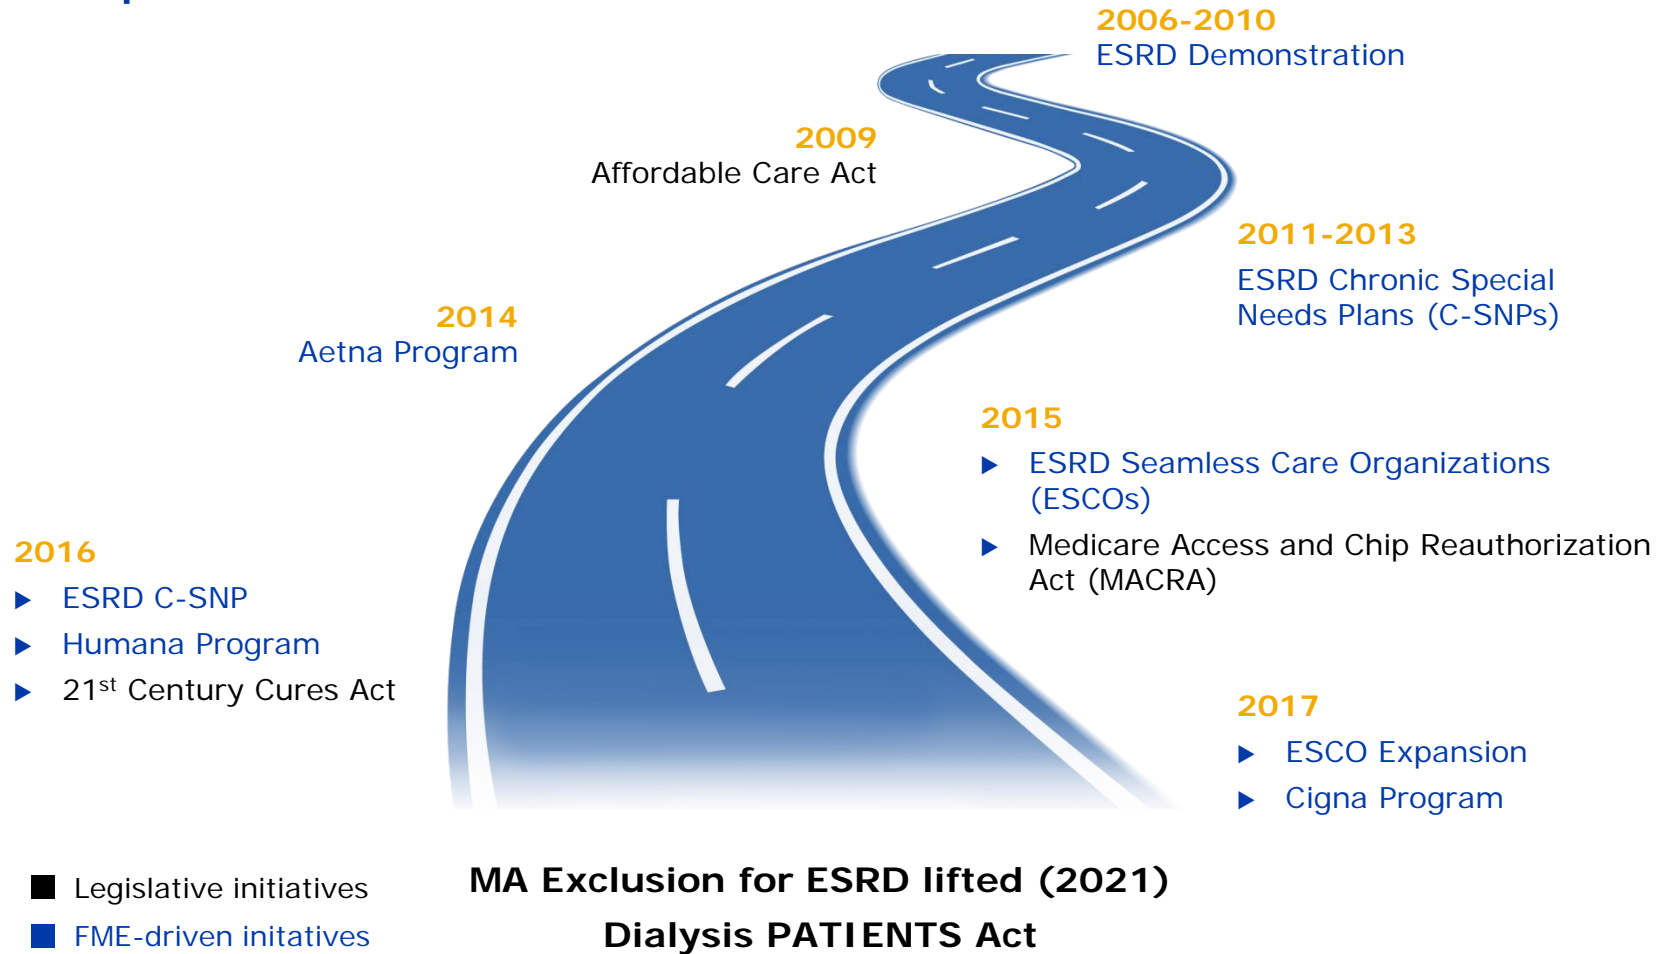 2006-2010
ESRD Demonstration
2009
Affordable Care Act
2011-2013
ESRD Chronic Special
Needs Plans (C-SNPs)
2014
Aetna Program
2015
▶ ESRD Seamless Care Organizations
(ESCOs)
▶ Medicare Access and Chip Reauthorization
Act (MACRA)
2016
▶ ESRD C-SNP
▶ Humana Program
▶ 21st Century Cures Act
2017
▶ ESCO Expansion
▶ Cigna Program
Legislative initiatives
FME-driven initatives
MA Exclusion for ESRD lifted (2021)
Dialysis PATIENTS Act